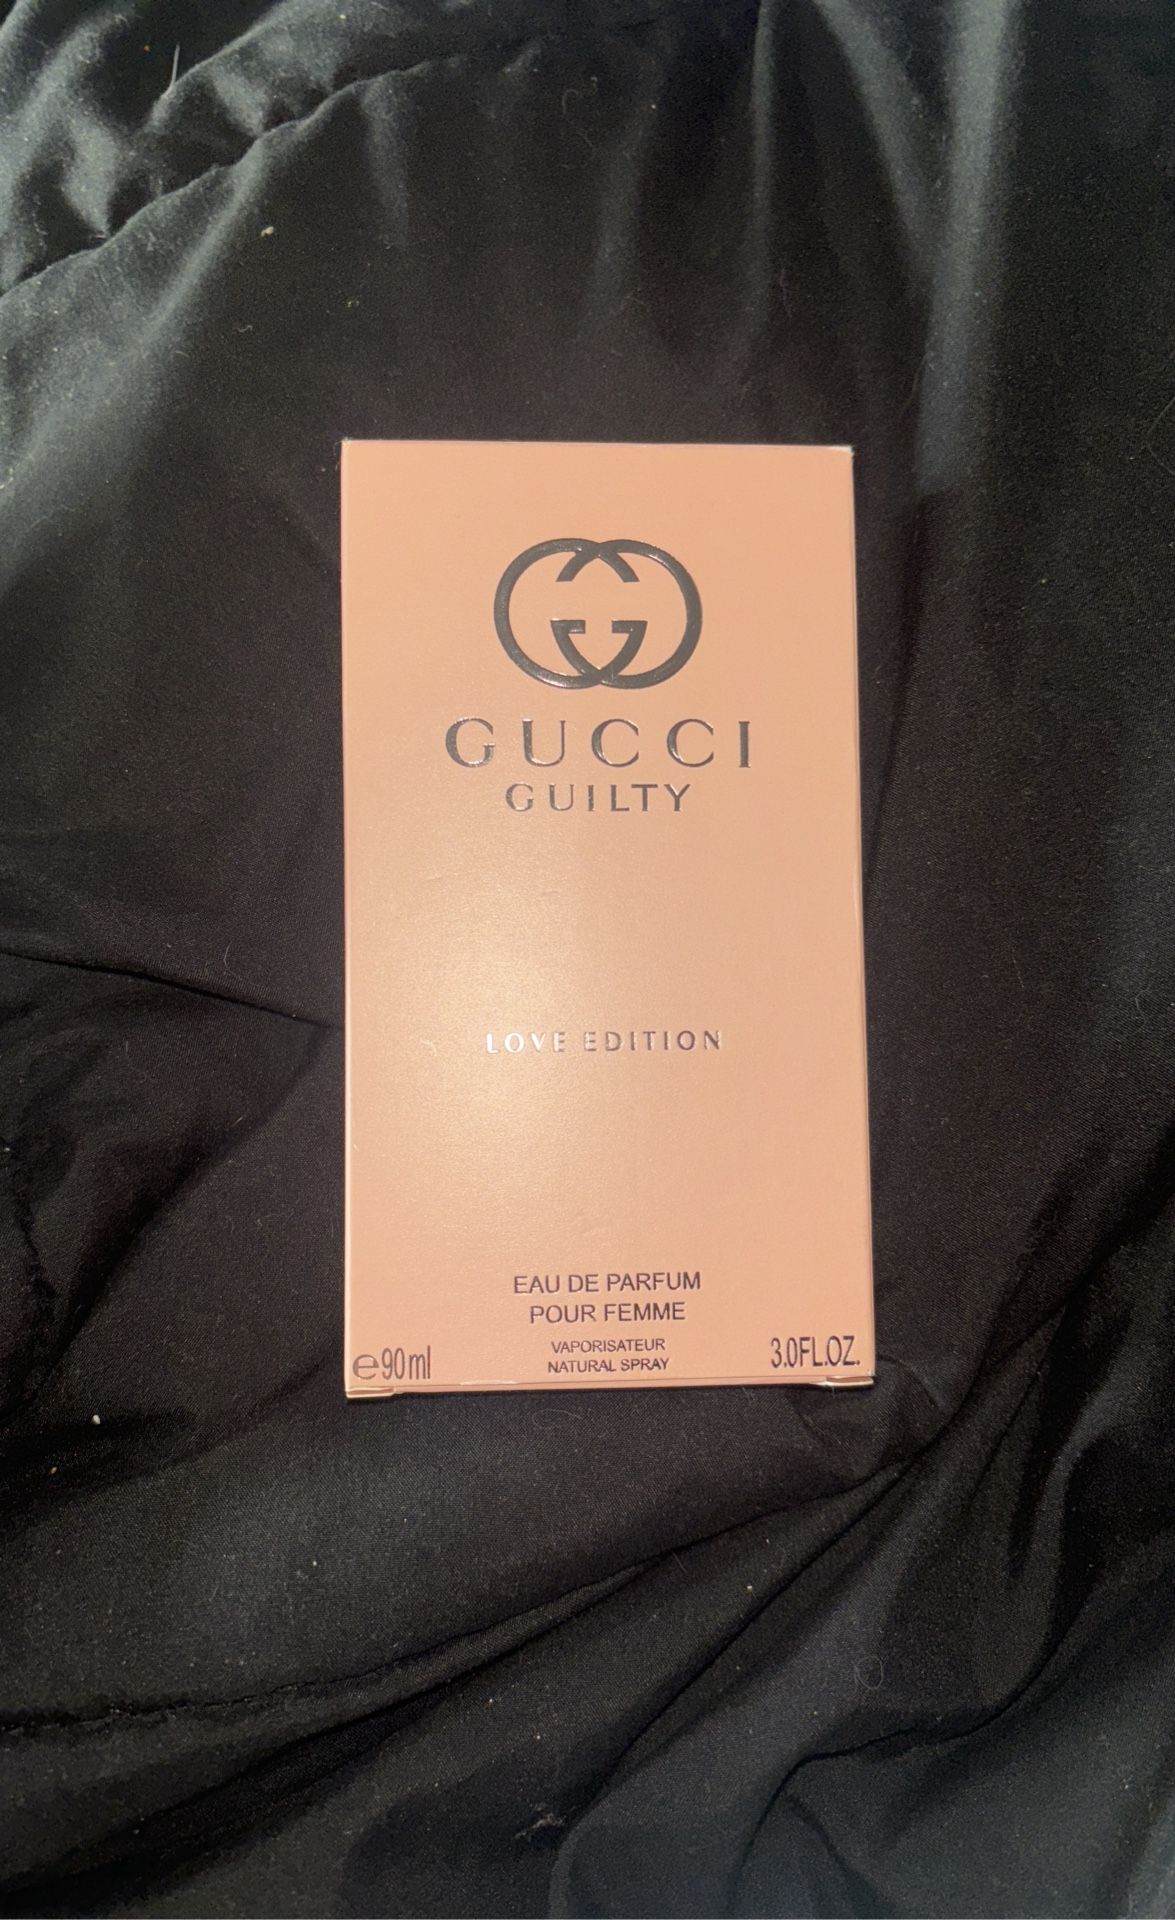 GUCCI
GUILTY
LOVE EDITION
EAU DE PARFUM
POUR FEMME
VAPORISATEUR
NATURAL SPRAY
℮90ml
3.0FL.OZ.